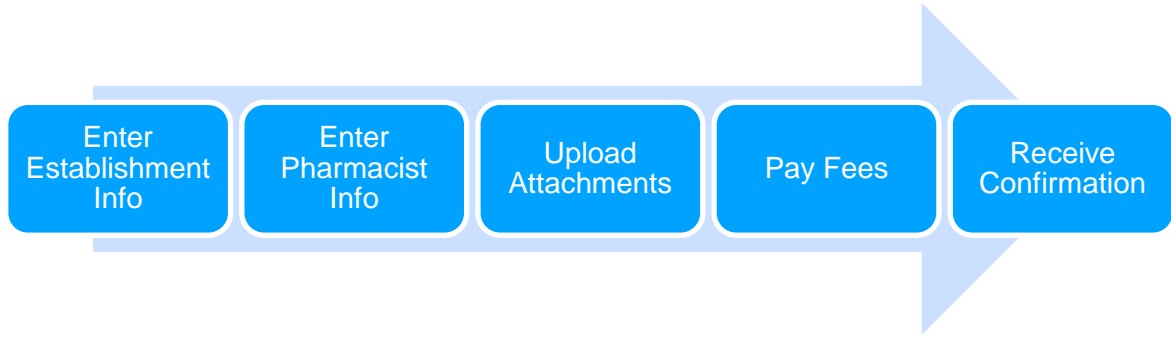 Enter
Establishment
Info
Enter
Pharmacist
Info
Upload
Attachments
Pay Fees
Receive
Confirmation